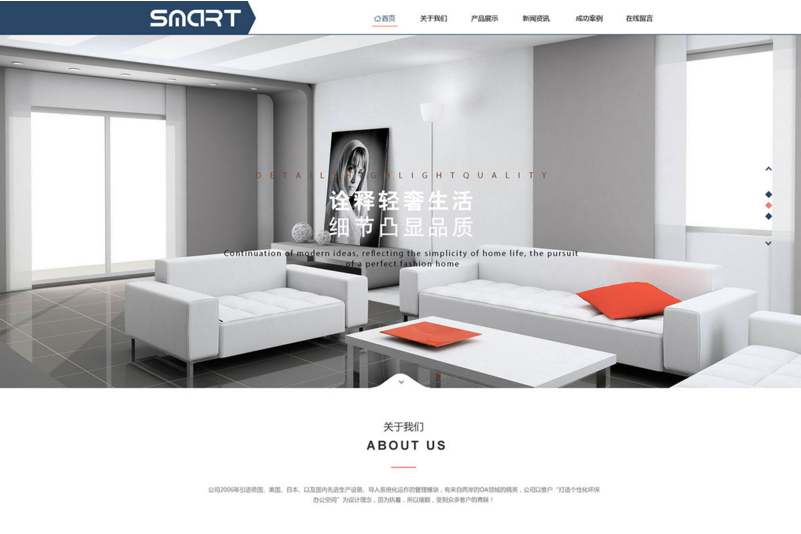 SMART
首页 关于我们 产品展示 新闻资讯 成功案例 在线留言
DETAILS HIGHLIGHTQUALITY
诠释轻奢生活
细节凸显品质
Continuation of modern ideas, reflecting the simplicity of home life, the pursuit
of a perfect fashion home
关于我们
ABOUT US
公司2006年引进德国、美国、日本、以及国内先进生产设备、导入系统化运作的管理模块，有来自两岸的OA领域的精英，公司以客户“打造个性化环保
办公空间”为设计理念，因为执着，所以缜密，受到众多客户的青睐！